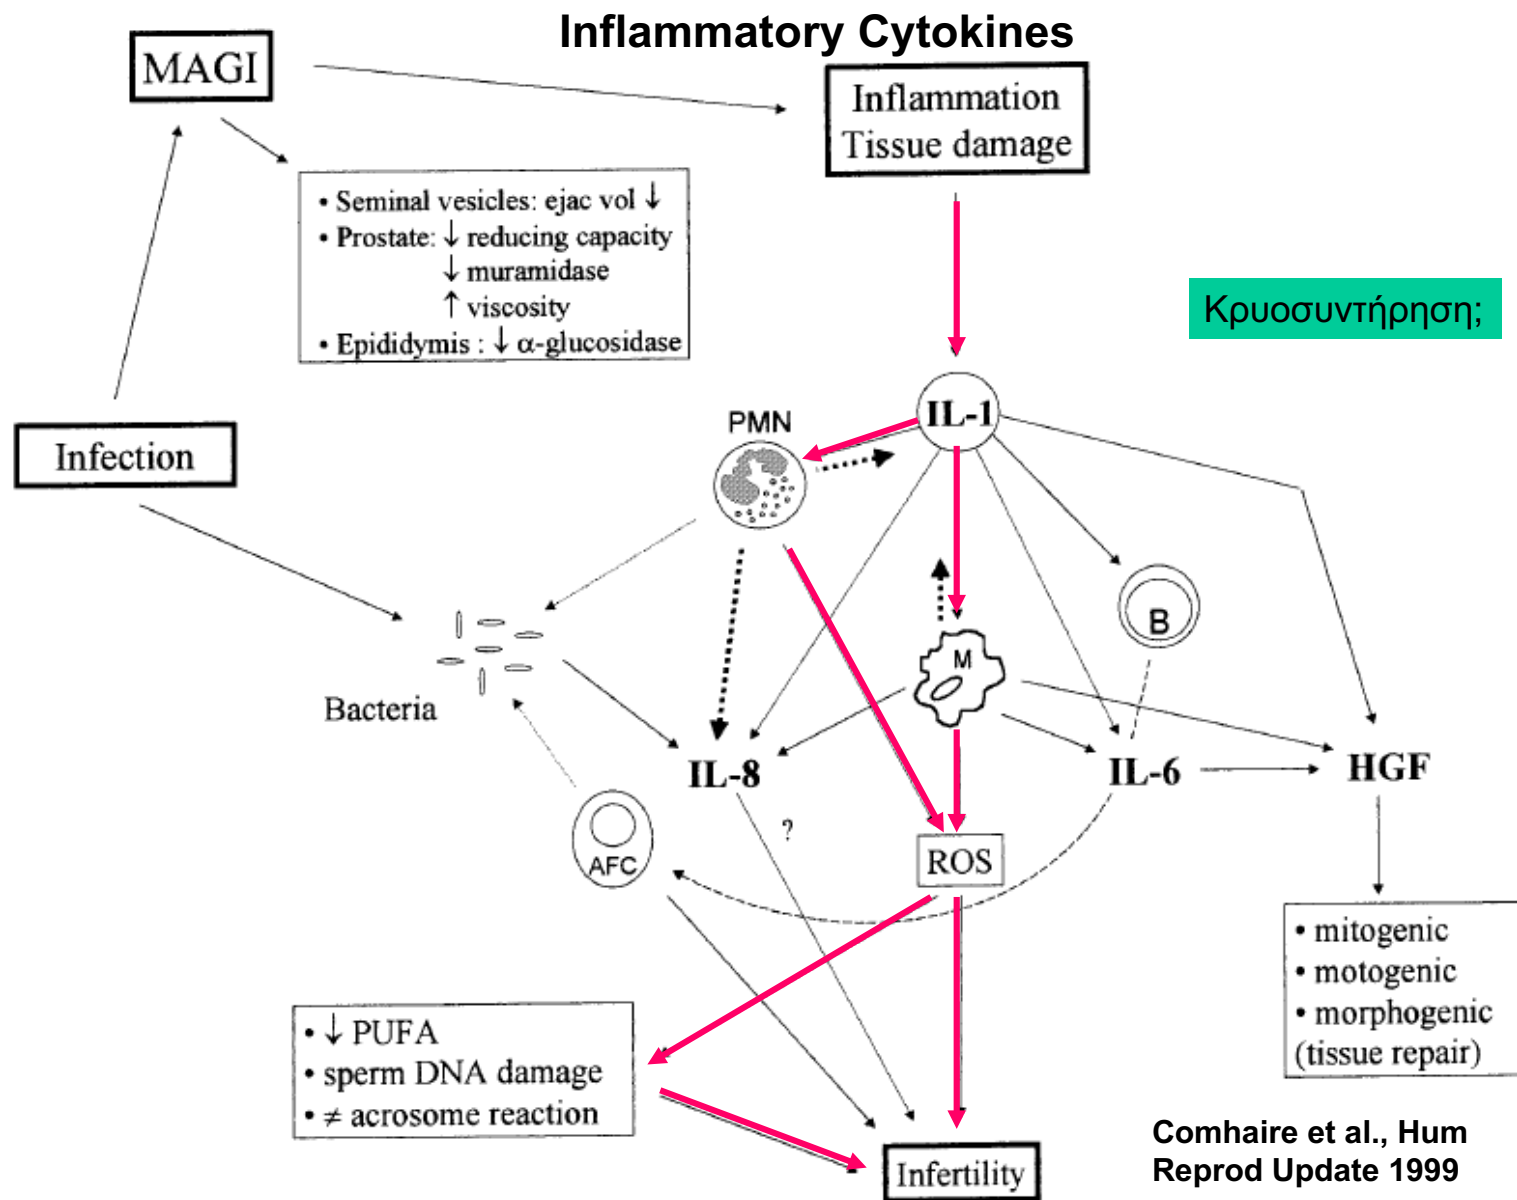 Inflammatory Cytokines
MAGI
Inflammation
Tissue damage
• Seminal vesicles: ejac vol ↓
• Prostate: ↓ reducing capacity
↓ muramidase
↑ viscosity
• Epididymis : ↓ α-glucosidase
Κρυοσυντήρηση;
Infection
PMN
IL-1
B
M
Bacteria
IL-8
IL-6
HGF
?
AFC
ROS
• mitogenic
• motogenic
• morphogenic
(tissue repair)
• ↓ PUFA
• sperm DNA damage
• ≠ acrosome reaction
Infertility
Comhaire et al., Hum
Reprod Update 1999